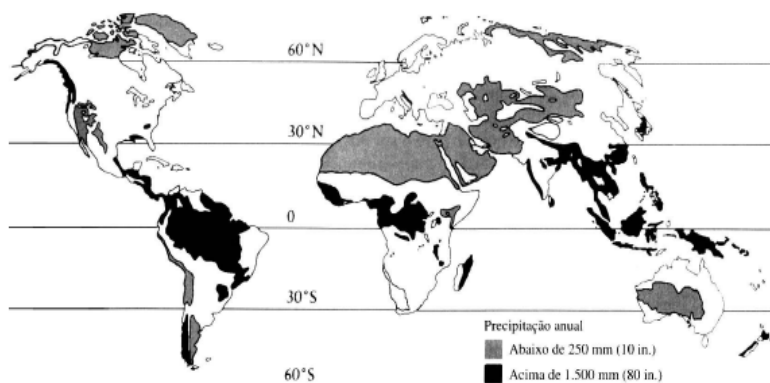 60°N
30°N
0
30°S
60°S
Precipitação anual
Abaixo de 250 mm (10 in.)
Acima de 1.500 mm (80 in.)